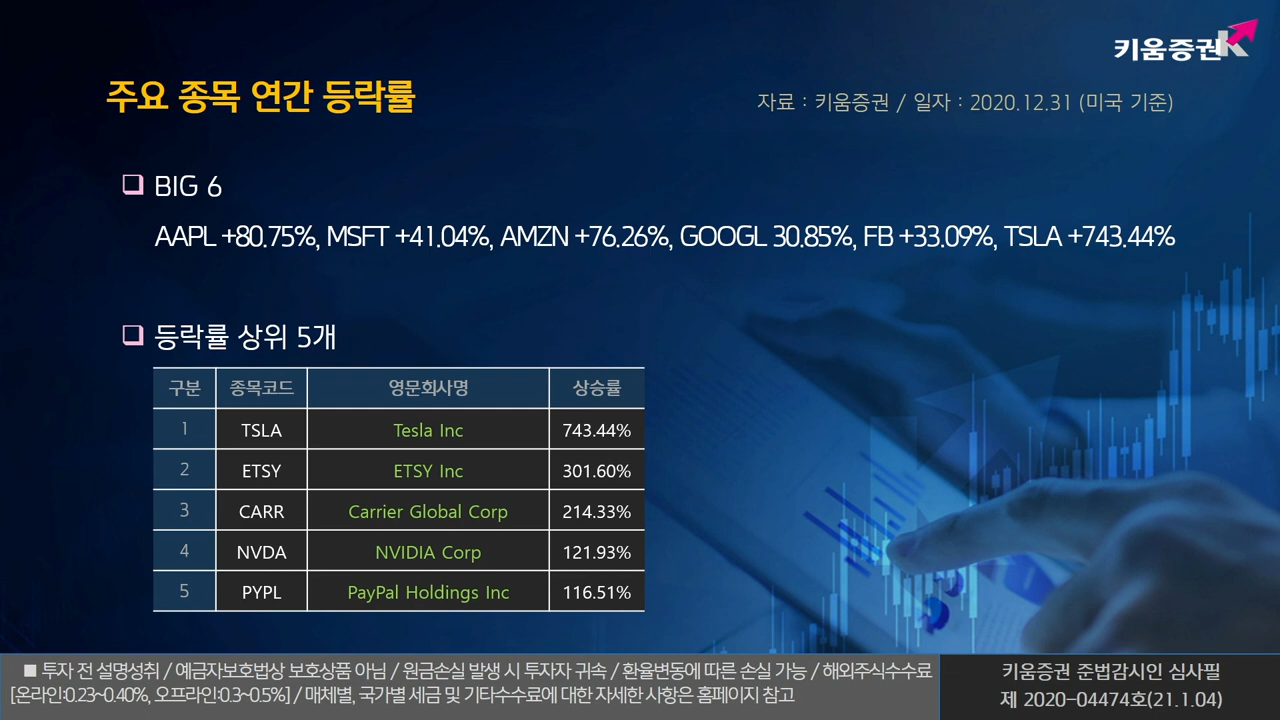 키움증권
주요 종목 연간 등락률
자료 : 키움증권 / 일자 : 2020.12.31 (미국 기준)
❑ BIG 6
AAPL +80.75%, MSFT +41.04%, AMZN +76.26%, GOOGL 30.85%, FB +33.09%, TSLA +743.44%
❑ 등락률 상위 5개
구분 종목코드 영문회사명 상승률
1 TSLA Tesla Inc 743.44%
2 ETSY ETSY Inc 301.60%
3 CARR Carrier Global Corp 214.33%
4 NVDA NVIDIA Corp 121.93%
5 PYPL PayPal Holdings Inc 116.51%
■ 투자 전 설명섭취 / 예금자보호법상 보호상품 아님 / 원금손실 발생 시 투자자 귀속 / 환율변동에 따른 손실 가능 / 해외주식수수료
[온라인:0.23~0.40%, 오프라인:0.3~0.5%] / 매체별, 국가별 세금 및 기타수수료에 대한 자세한 사항은 홈페이지 참고
키움증권 준법감시인 심사필
제 2020-04474호(21.1.04)